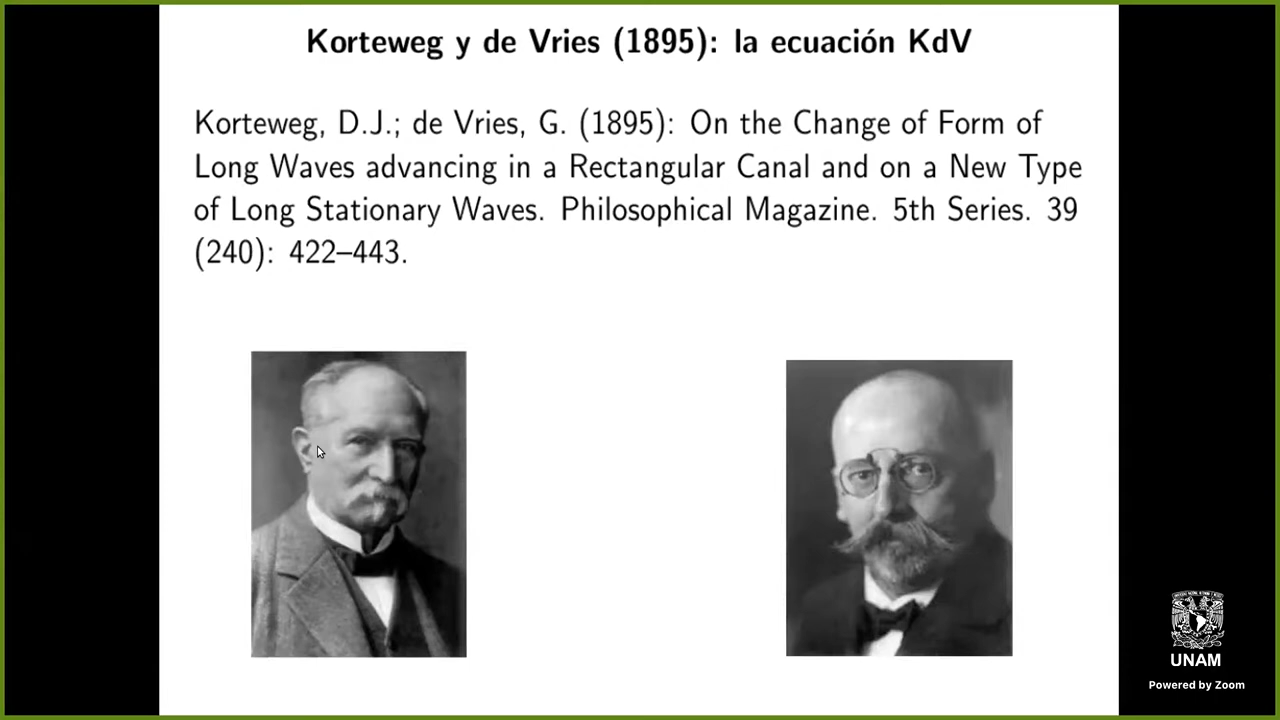 Korteweg y de Vries (1895): la ecuación KdV
Korteweg, D.J.; de Vries, G. (1895): On the Change of Form of
Long Waves advancing in a Rectangular Canal and on a New Type
of Long Stationary Waves. Philosophical Magazine. 5th Series. 39
(240): 422–443.
UNAM
Powered by Zoom